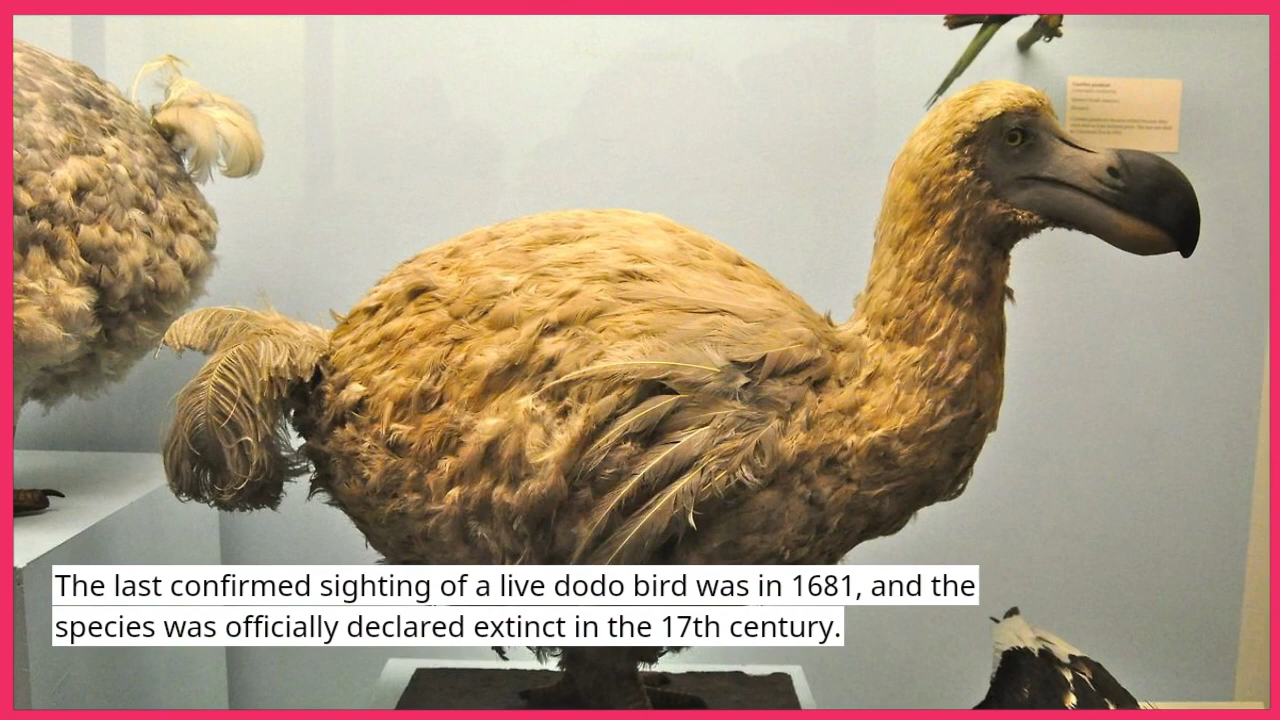 The last confirmed sighting of a live dodo bird was in 1681, and the
species was officially declared extinct in the 17th century.